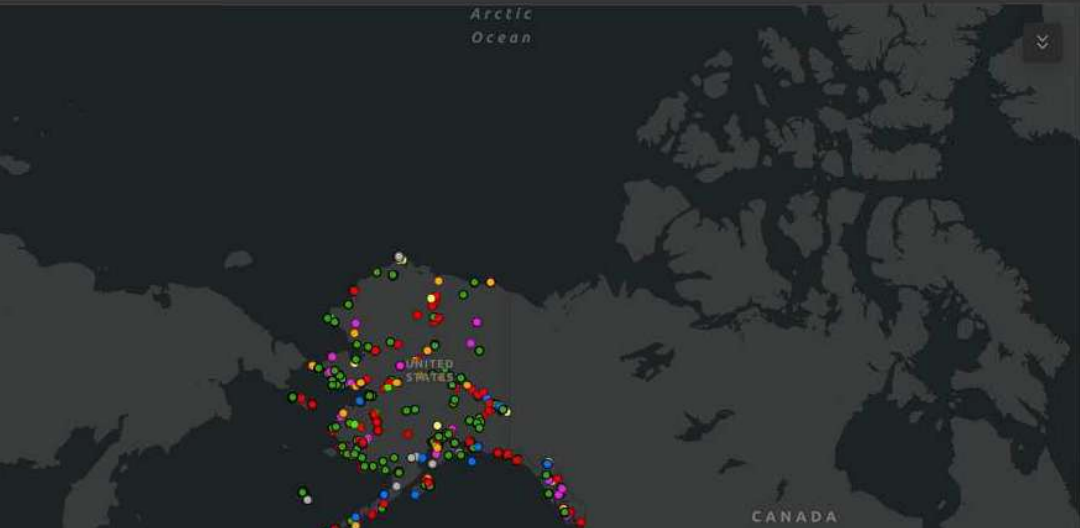 Arctic
Ocean
UNITED
STATES
CANADA